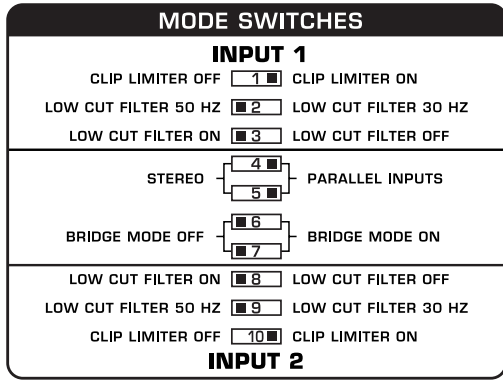 MODE SWITCHES
INPUT 1
CLIP LIMITER OFF 1 CLIP LIMITER ON
LOW CUT FILTER 50 HZ 2 LOW CUT FILTER 30 HZ
LOW CUT FILTER ON 3 LOW CUT FILTER OFF
4
STEREO PARALLEL INPUTS
5
6
BRIDGE MODE OFF BRIDGE MODE ON
7
LOW CUT FILTER ON 8 LOW CUT FILTER OFF
LOW CUT FILTER 50 HZ 9 LOW CUT FILTER 30 HZ
CLIP LIMITER OFF 10 CLIP LIMITER ON
INPUT 2